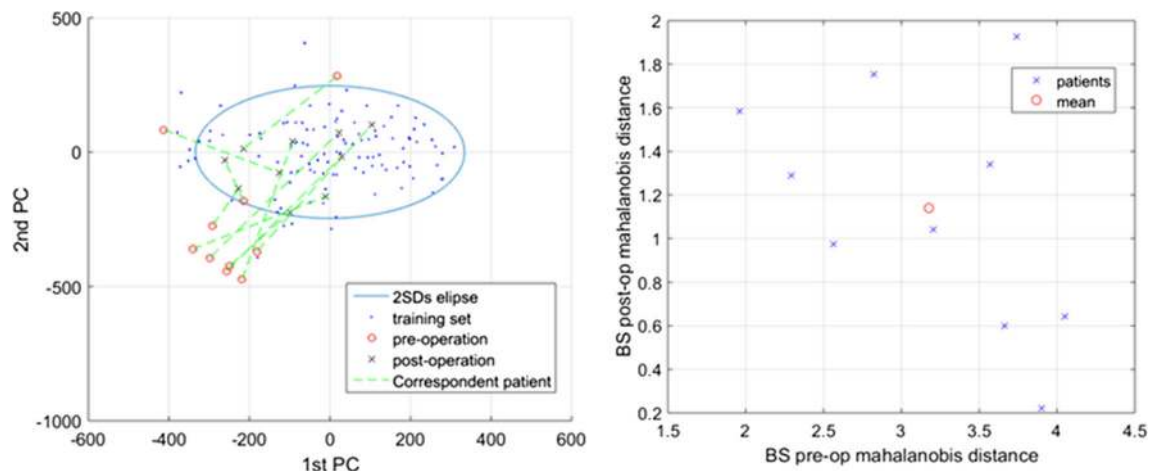 500
0
-500
-1000
2nd PC
-600 -400 -200 0 200 400 600
1st PC
2SDs elipse
training set
pre-operation
post-operation
Correspondent patient
2
1.8
1.6
1.4
1.2
1
0.8
0.6
0.4
0.2
BS post-op mahalanobis distance
patients
mean
1.5 2 2.5 3 3.5 4 4.5
BS pre-op mahalanobis distance